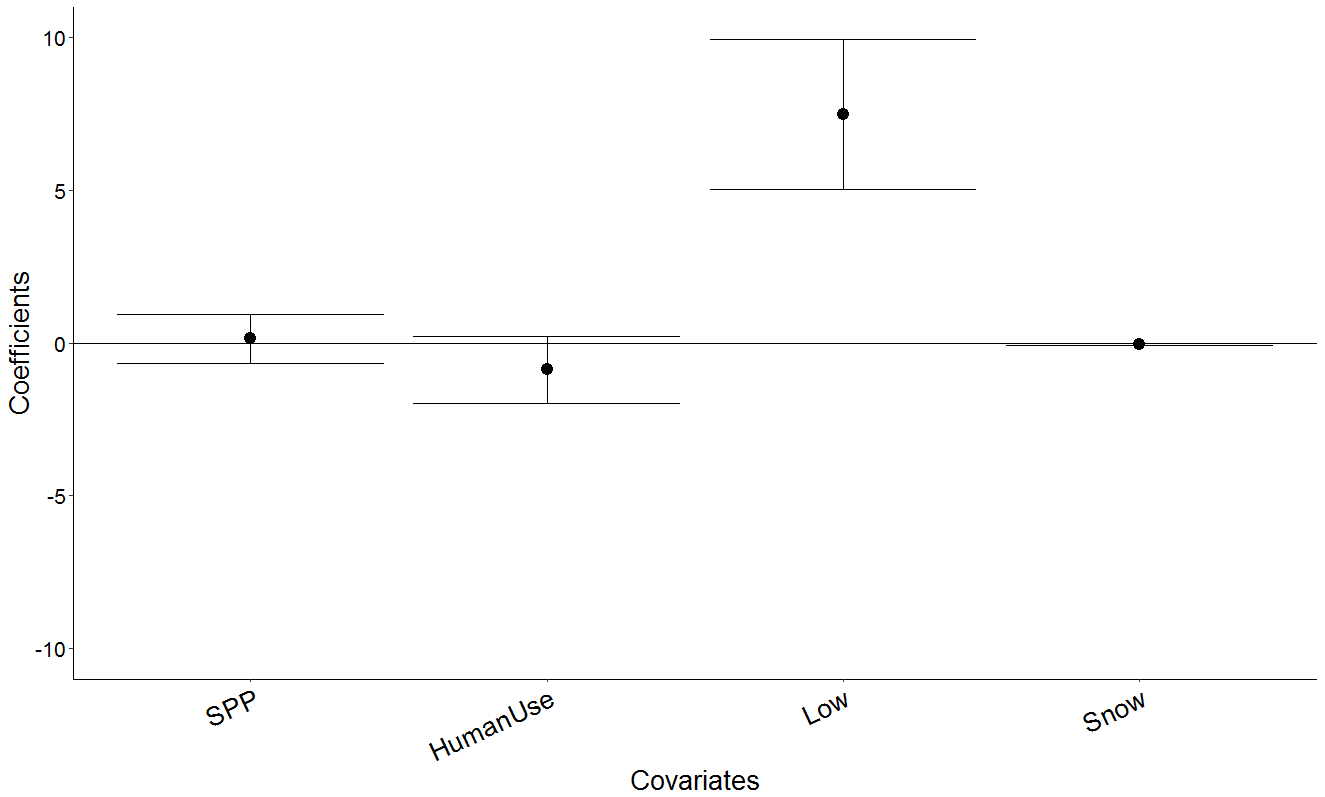 Coefficients
10
5
0
-5
-10
SPP
HumanUse
Low
Snow
Covariates